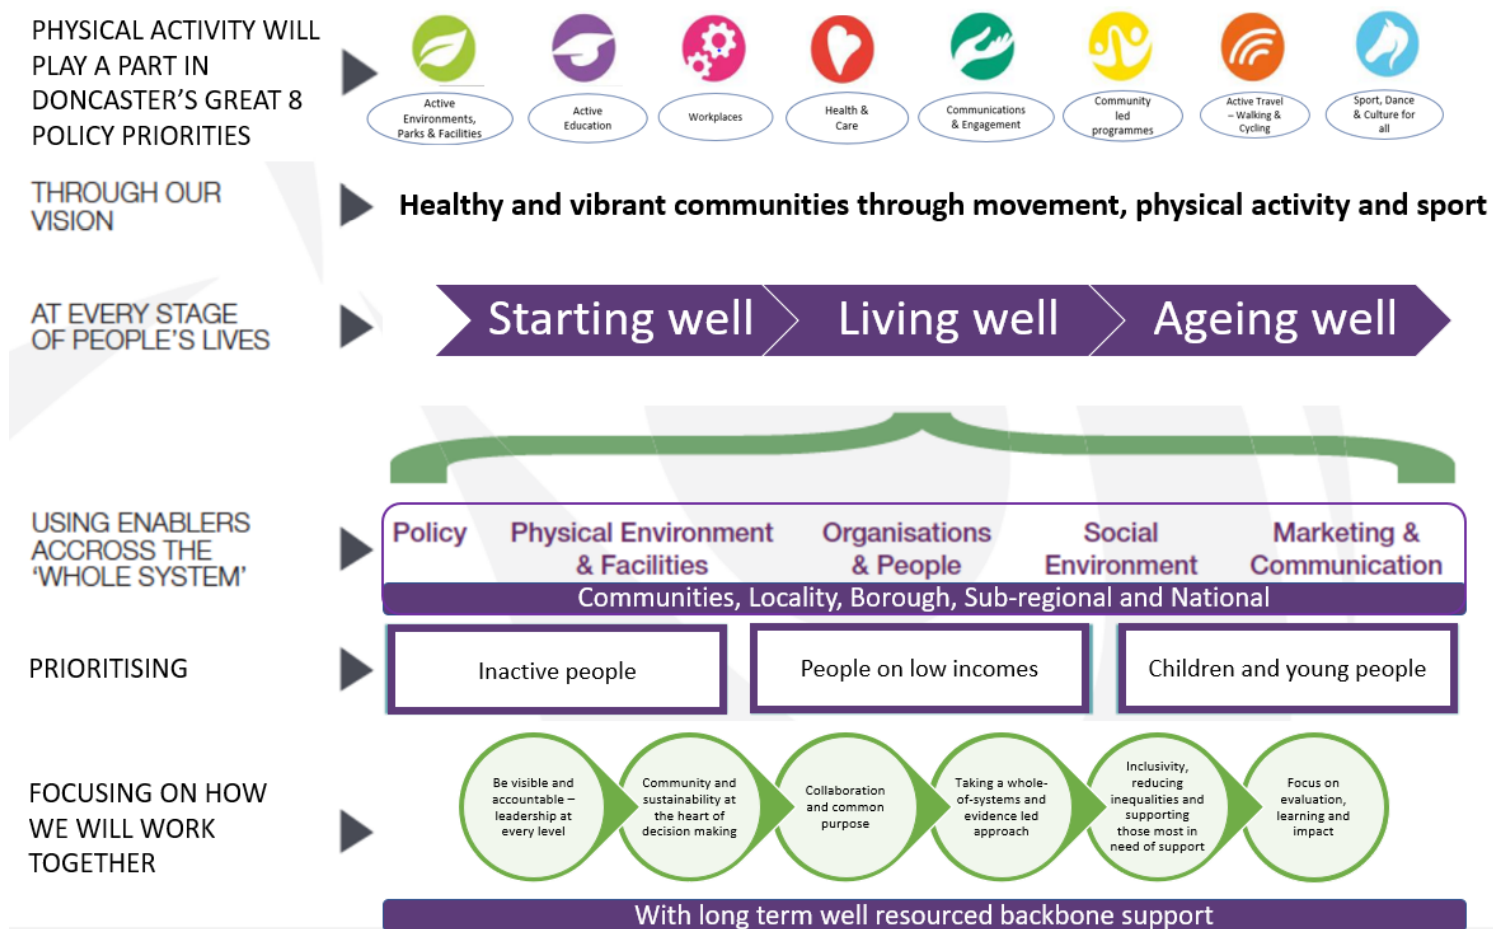 PHYSICAL ACTIVITY WILL
PLAY A PART IN
DONCASTER'S GREAT 8
POLICY PRIORITIES
Active
Environments,
Parks & Facilities
Active
Education
Workplaces
Health &
Care
Communications
& Engagement
Community
led
programmes
Active Travel
– Walking &
Cycling
Sport, Dance
& Culture for
all
THROUGH OUR
VISION
Healthy and vibrant communities through movement, physical activity and sport
AT EVERY STAGE
OF PEOPLE'S LIVES
Starting well
Living well
Ageing well
USING ENABLERS
ACCROSS THE
'WHOLE SYSTEM'
Policy
Physical Environment
& Facilities
Organisations
& People
Social
Environment
Marketing &
Communication
Communities, Locality, Borough, Sub-regional and National
PRIORITISING
Inactive people
People on low incomes
Children and young people
FOCUSING ON HOW
WE WILL WORK
TOGETHER
Be visible and
accountable –
leadership at
every level
Community and
sustainability at
the heart of
decision making
Collaboration
and common
purpose
Taking a whole-
of-systems and
evidence led
approach
Inclusivity,
reducing
inequalities and
supporting
those most in
need of support
Focus on
evaluation,
learning and
impact
With long term well resourced backbone support